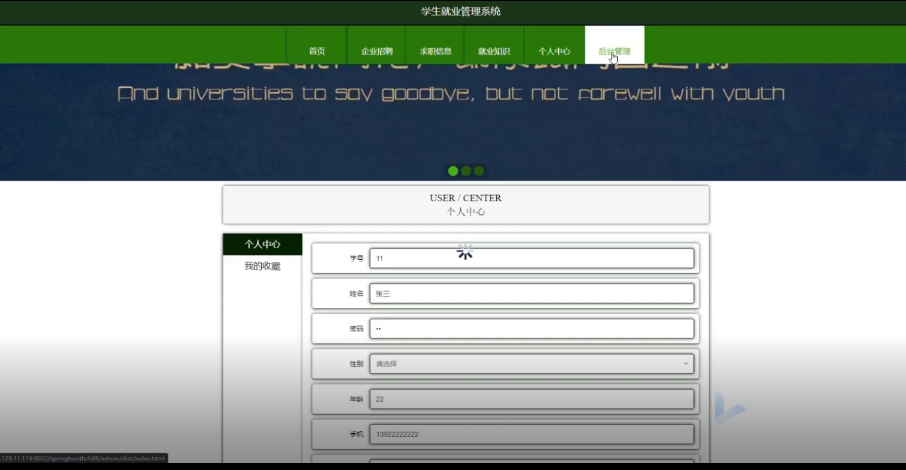 学生就业管理系统
首页 企业招聘 求职信息 就业知识 个人中心 后台管理
And universities to say goodbye, but not farewell with youth
USER / CENTER
个人中心
个人中心
我的收藏
学号 11
姓名 张三
密码 ••
性别 请选择
年龄 22
手机 13922222222